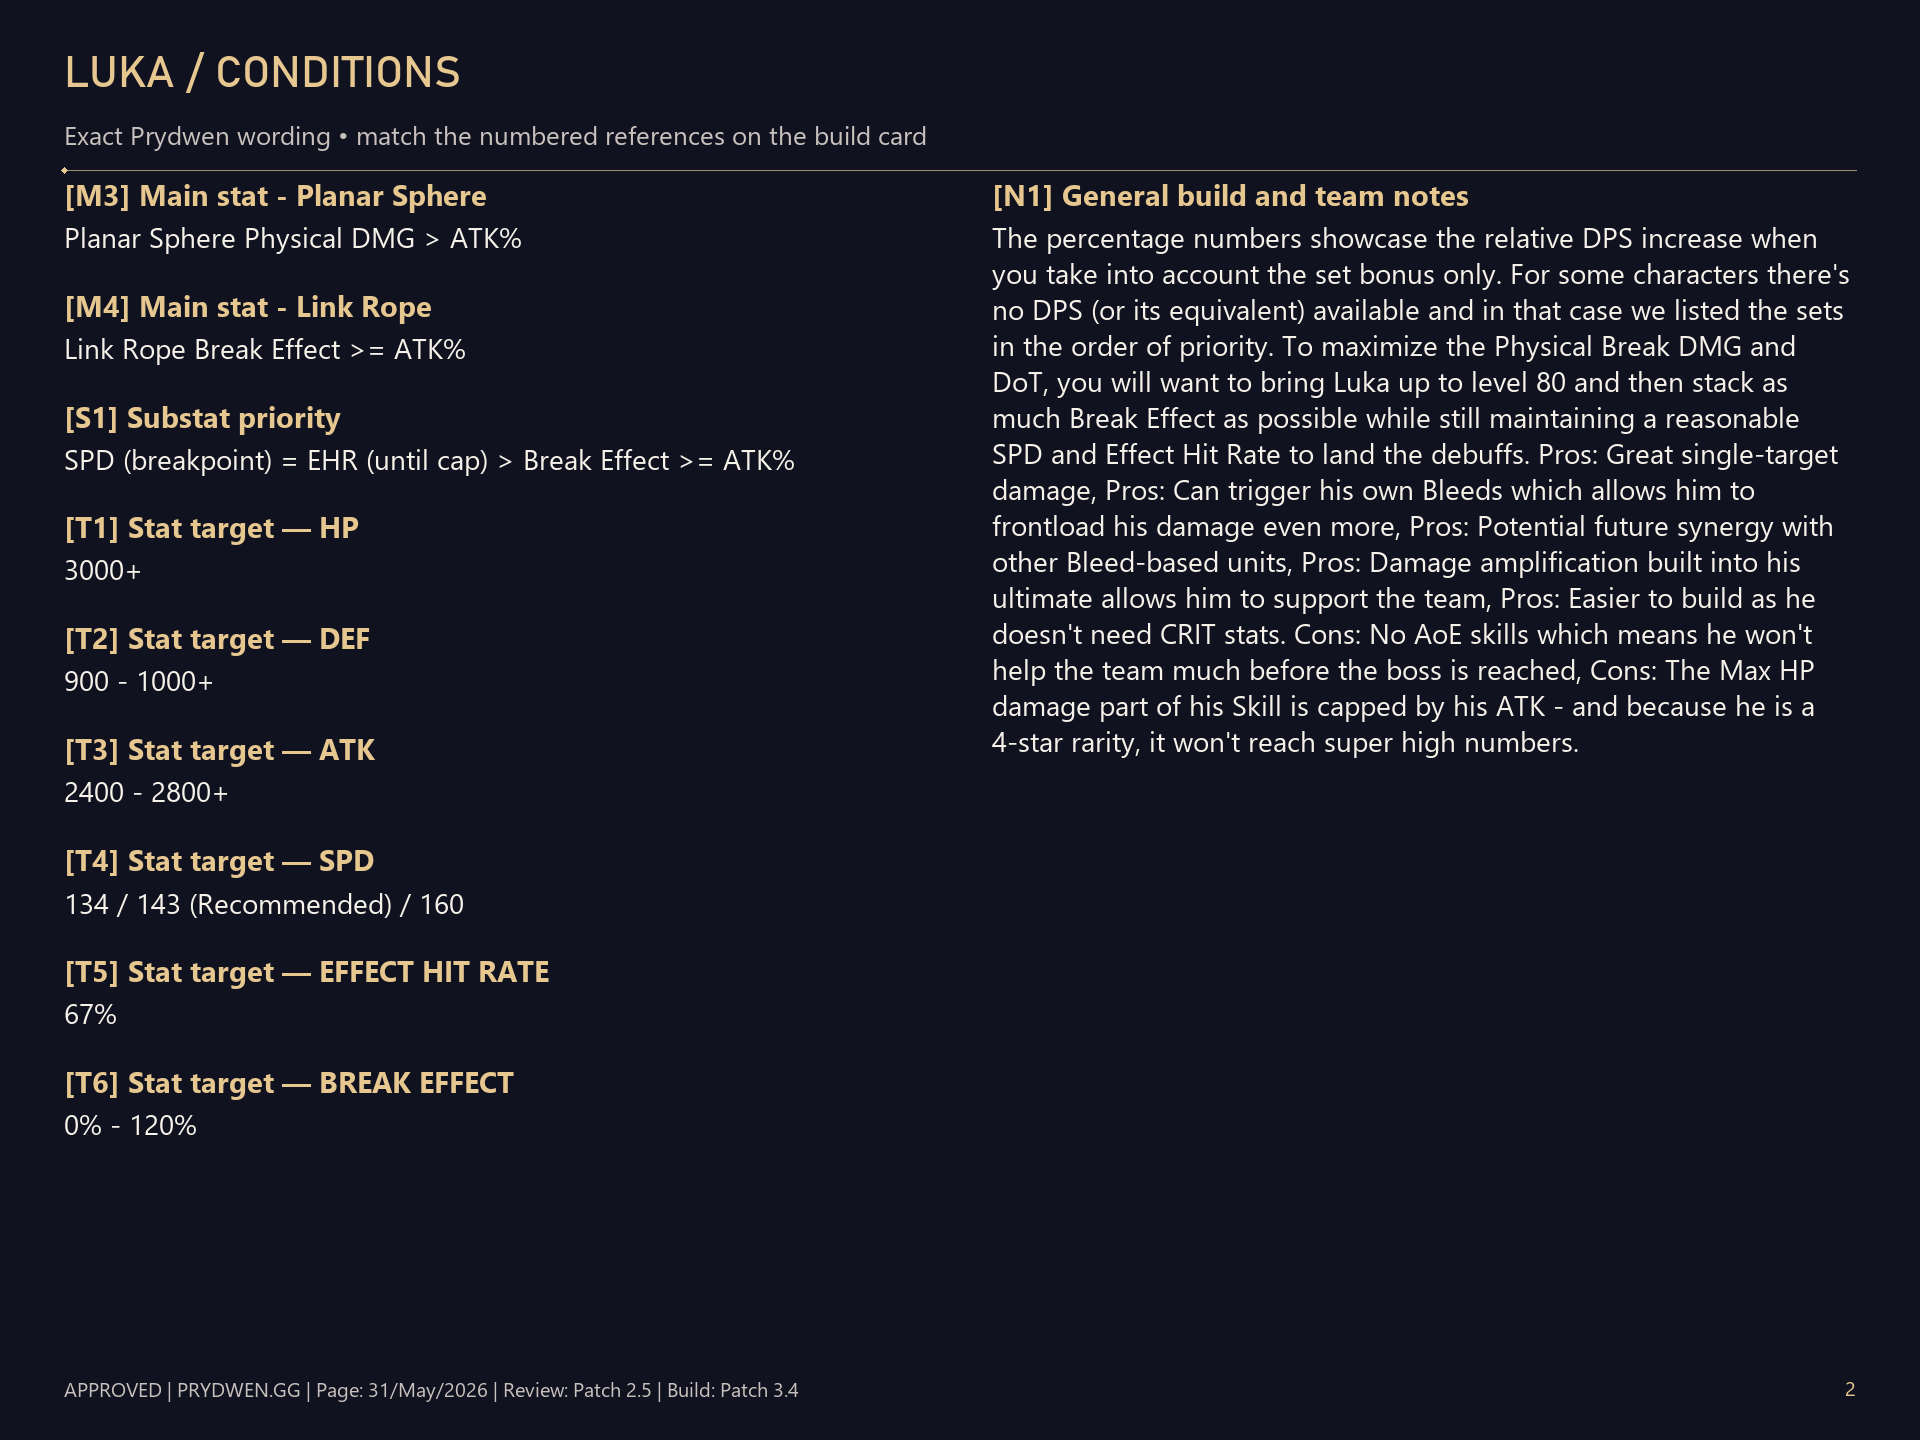 LUKA / CONDITIONS
Exact Prydwen wording • match the numbered references on the build card
[M3] Main stat - Planar Sphere
Planar Sphere Physical DMG > ATK%
[M4] Main stat - Link Rope
Link Rope Break Effect >= ATK%
[S1] Substat priority
SPD (breakpoint) = EHR (until cap) > Break Effect >= ATK%
[T1] Stat target — HP
3000+
[T2] Stat target — DEF
900 - 1000+
[T3] Stat target — ATK
2400 - 2800+
[T4] Stat target — SPD
134 / 143 (Recommended) / 160
[T5] Stat target — EFFECT HIT RATE
67%
[T6] Stat target — BREAK EFFECT
0% - 120%
[N1] General build and team notes
The percentage numbers showcase the relative DPS increase when
you take into account the set bonus only. For some characters there's
no DPS (or its equivalent) available and in that case we listed the sets
in the order of priority. To maximize the Physical Break DMG and
DoT, you will want to bring Luka up to level 80 and then stack as
much Break Effect as possible while still maintaining a reasonable
SPD and Effect Hit Rate to land the debuffs. Pros: Great single-target
damage, Pros: Can trigger his own Bleeds which allows him to
frontload his damage even more, Pros: Potential future synergy with
other Bleed-based units, Pros: Damage amplification built into his
ultimate allows him to support the team, Pros: Easier to build as he
doesn't need CRIT stats. Cons: No AoE skills which means he won't
help the team much before the boss is reached, Cons: The Max HP
damage part of his Skill is capped by his ATK - and because he is a
4-star rarity, it won't reach super high numbers.
APPROVED | PRYDWEN.GG | Page: 31/May/2026 | Review: Patch 2.5 | Build: Patch 3.4
2